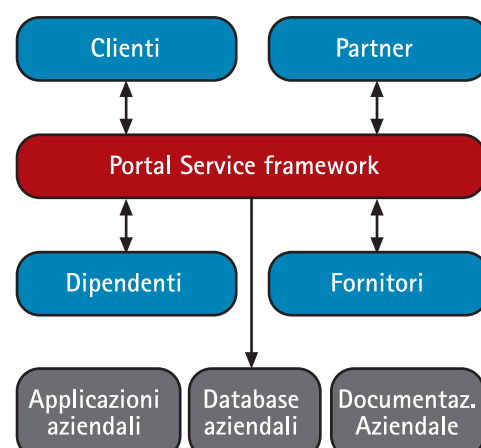 Clienti
Partner
Portal Service framework
Dipendenti
Fornitori
Applicazioni
aziendali
Database
aziendali
Documentaz.
Aziendale